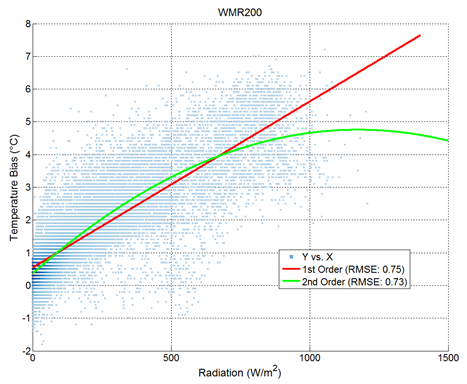 WMR200
8
7
6
5
4
3
2
1
0
-1
-2
Temperature Bias (°C)
Y vs. X
1st Order (RMSE: 0.75)
2nd Order (RMSE: 0.73)
0 500 1000 1500
Radiation (W/m²)